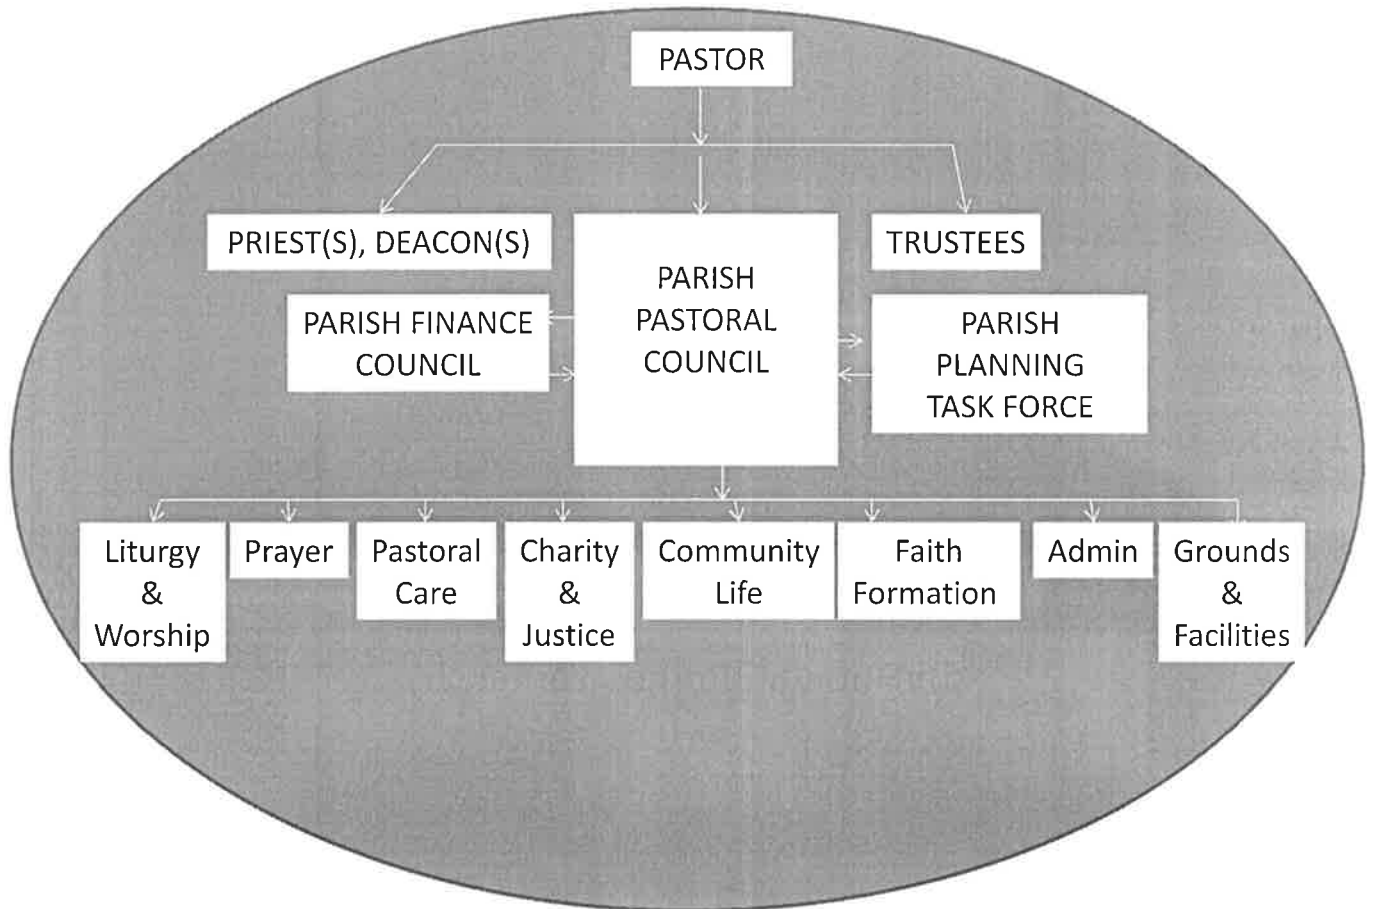 PASTOR
PRIEST(S), DEACON(S)
PARISH
PASTORAL
COUNCIL
TRUSTEES
PARISH FINANCE
COUNCIL
PARISH
PLANNING
TASK FORCE
Liturgy
&
Worship
Prayer
Pastoral
Care
Charity
&
Justice
Community
Life
Faith
Formation
Admin
Grounds
&
Facilities